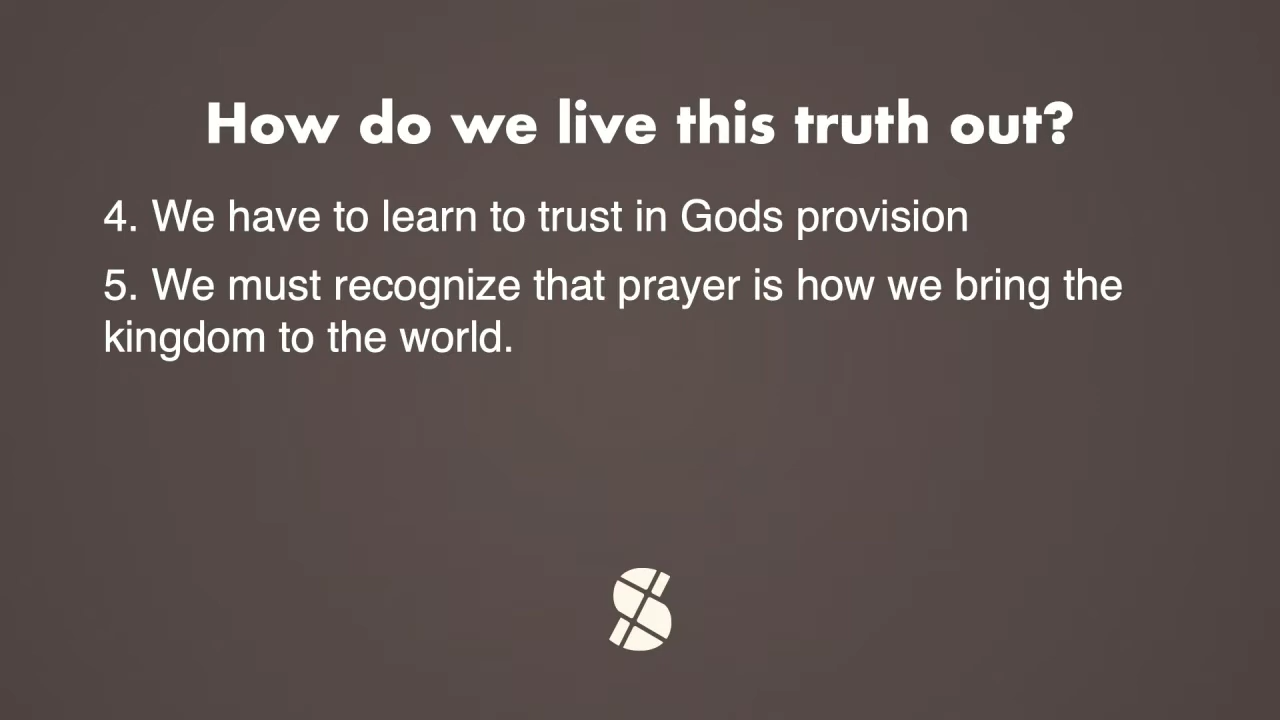 How do we live this truth out?
4. We have to learn to trust in Gods provision
5. We must recognize that prayer is how we bring the
kingdom to the world.